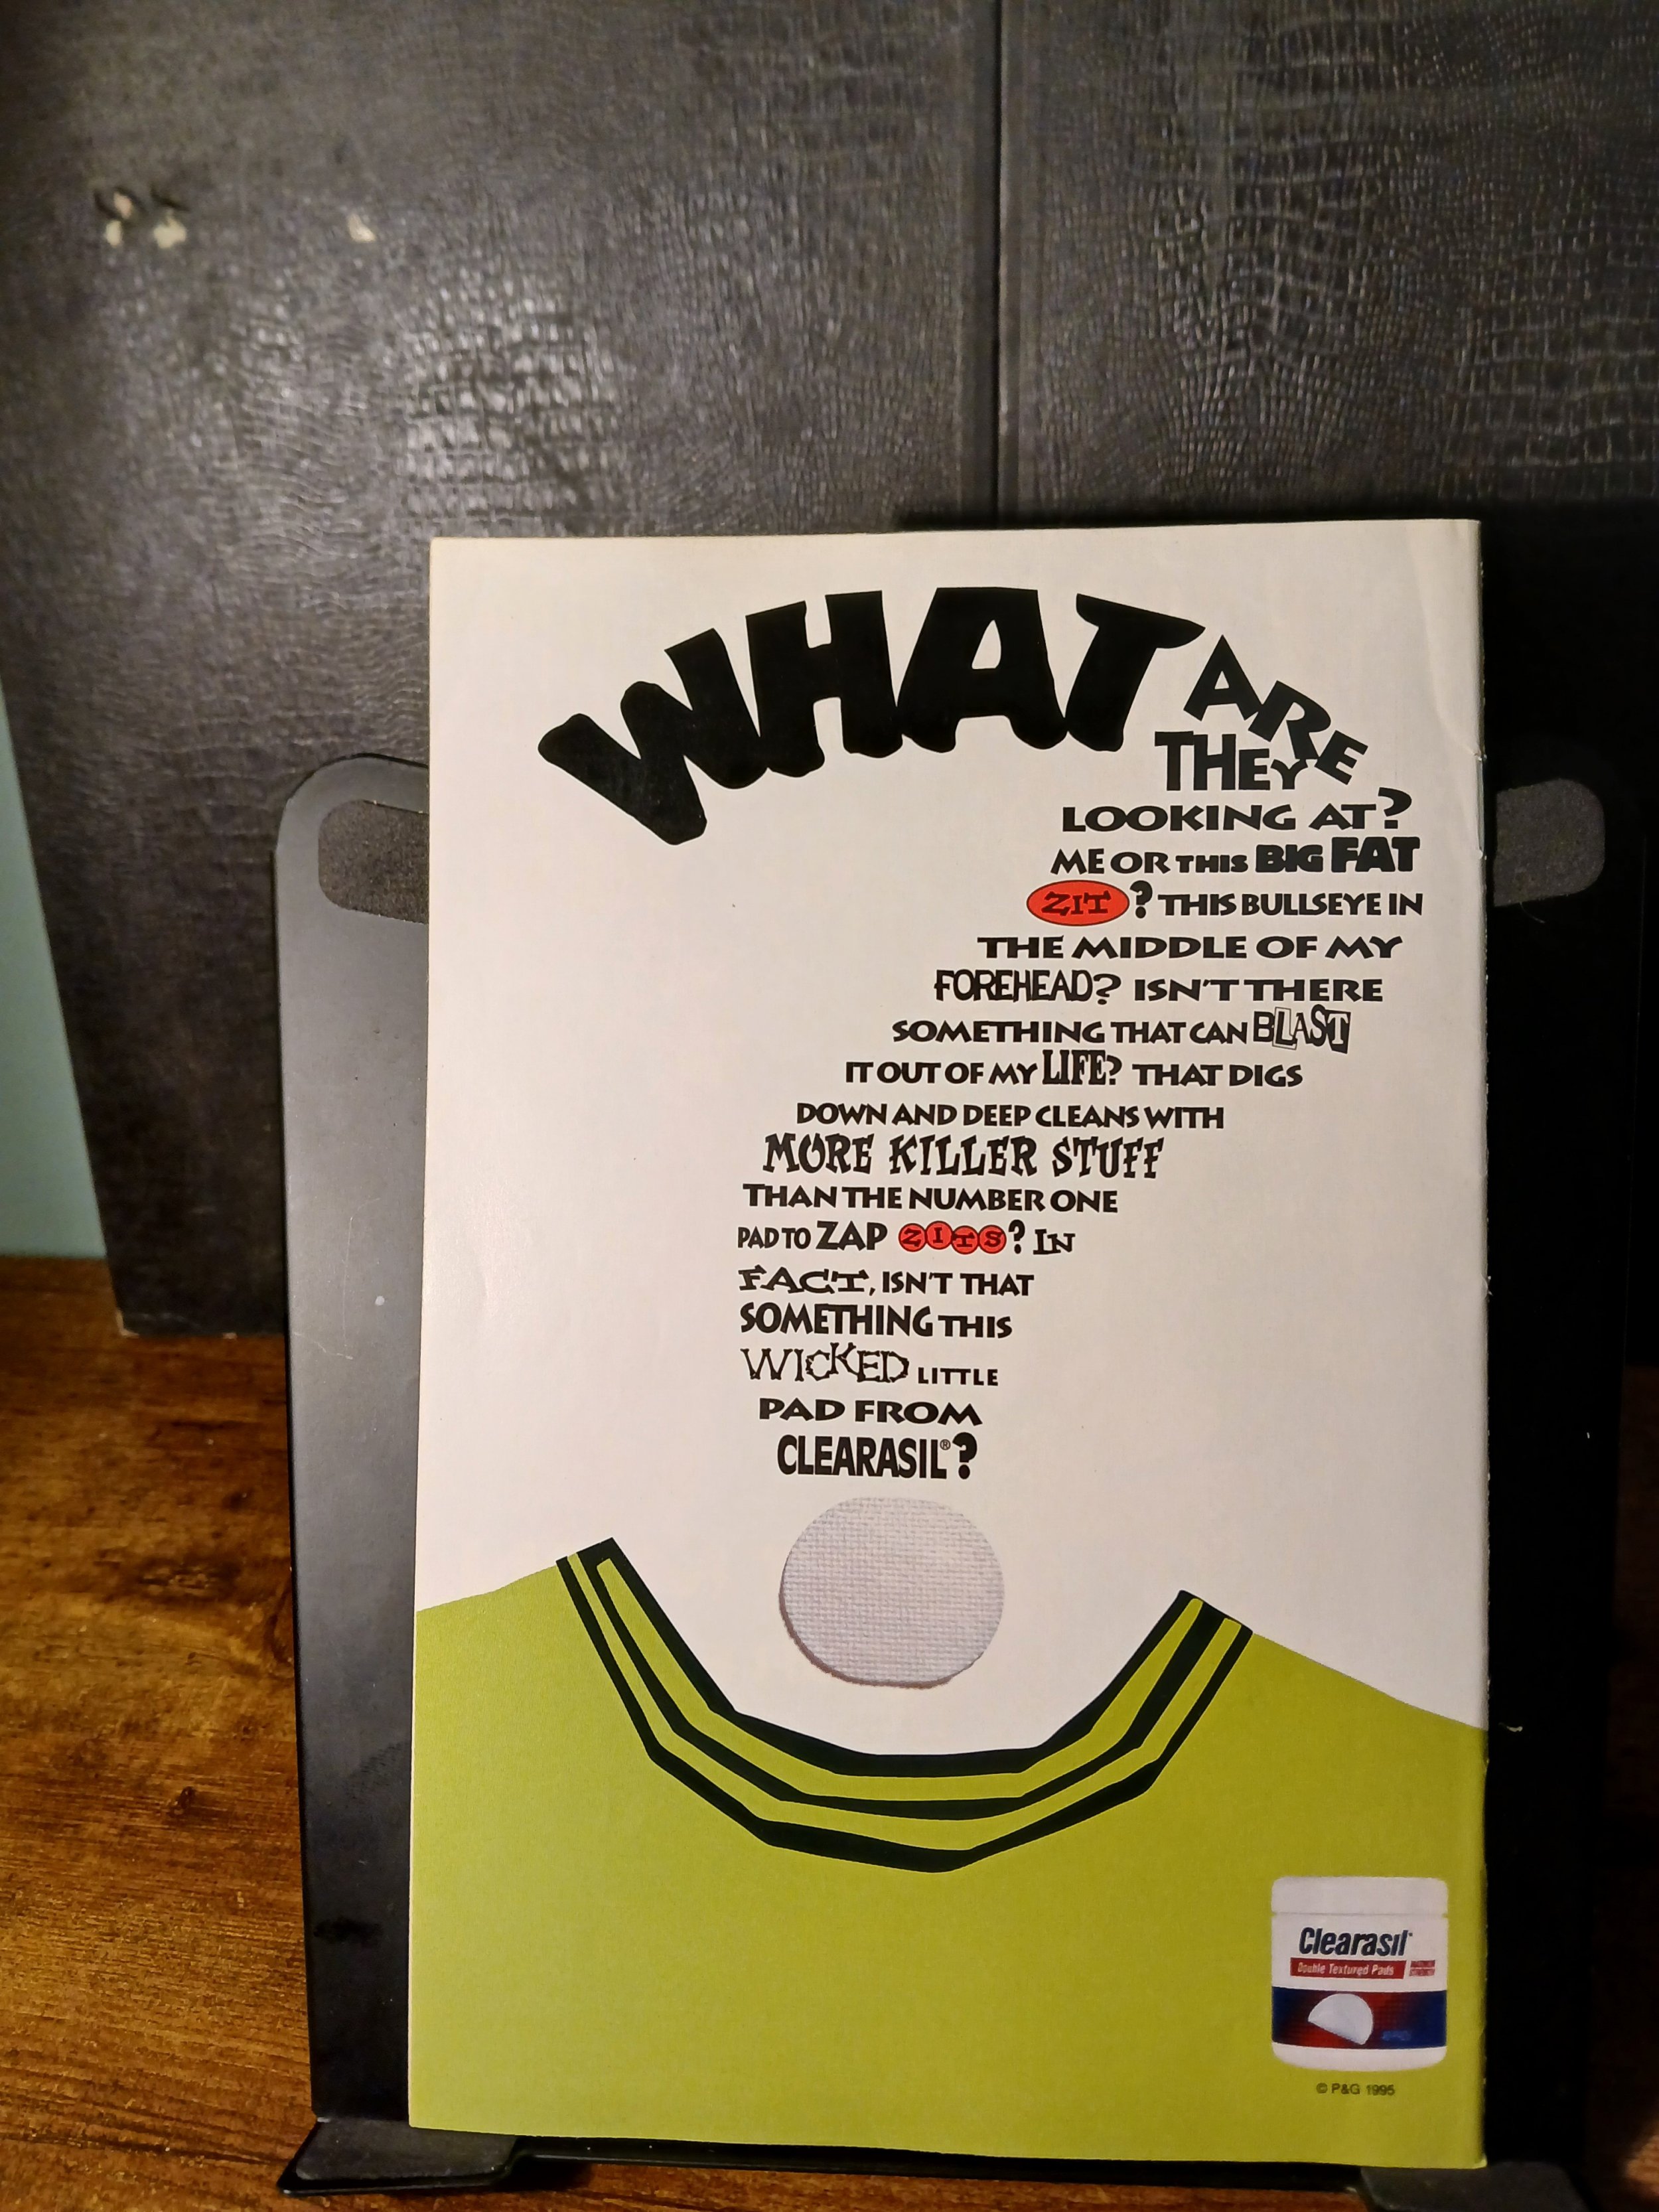 WHAT ARE
THEY
LOOKING AT?
ME OR THIS BIG FAT
ZIT? THIS BULLSEYE IN
THE MIDDLE OF MY
FOREHEAD? ISN'T THERE
SOMETHING THAT CAN BLAST
IT OUT OF MY LIFE? THAT DIGS
DOWN AND DEEP CLEANS WITH
MORE KILLER STUFF
THAN THE NUMBER ONE
PAD TO ZAP ZITS? IN
FACT, ISN'T THAT
SOMETHING THIS
WICKED LITTLE
PAD FROM
CLEARASIL®?
Clearasil
Double Textured Pads
© P&G 1995